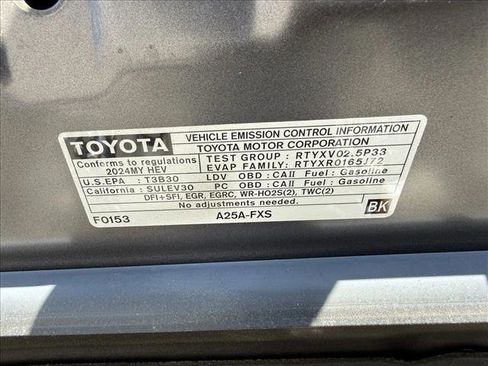 TOYOTA
VEHICLE EMISSION CONTROL INFORMATION
TOYOTA MOTOR CORPORATION
Conforms to regulations
2024MY HEV
TEST GROUP : RTYXV02.5P33
EVAP FAMILY: RTYXR0165J72
U.S.EPA : T3B30 LDV OBD : CAII Fuel : Gasoline
California : SULEV30 PC OBD : CAII Fuel : Gasoline
DFI+SFI, EGR, EGRC, WR-HO2S(2), TWC(2)
No adjustments needed.
F0153 A25A-FXS BK